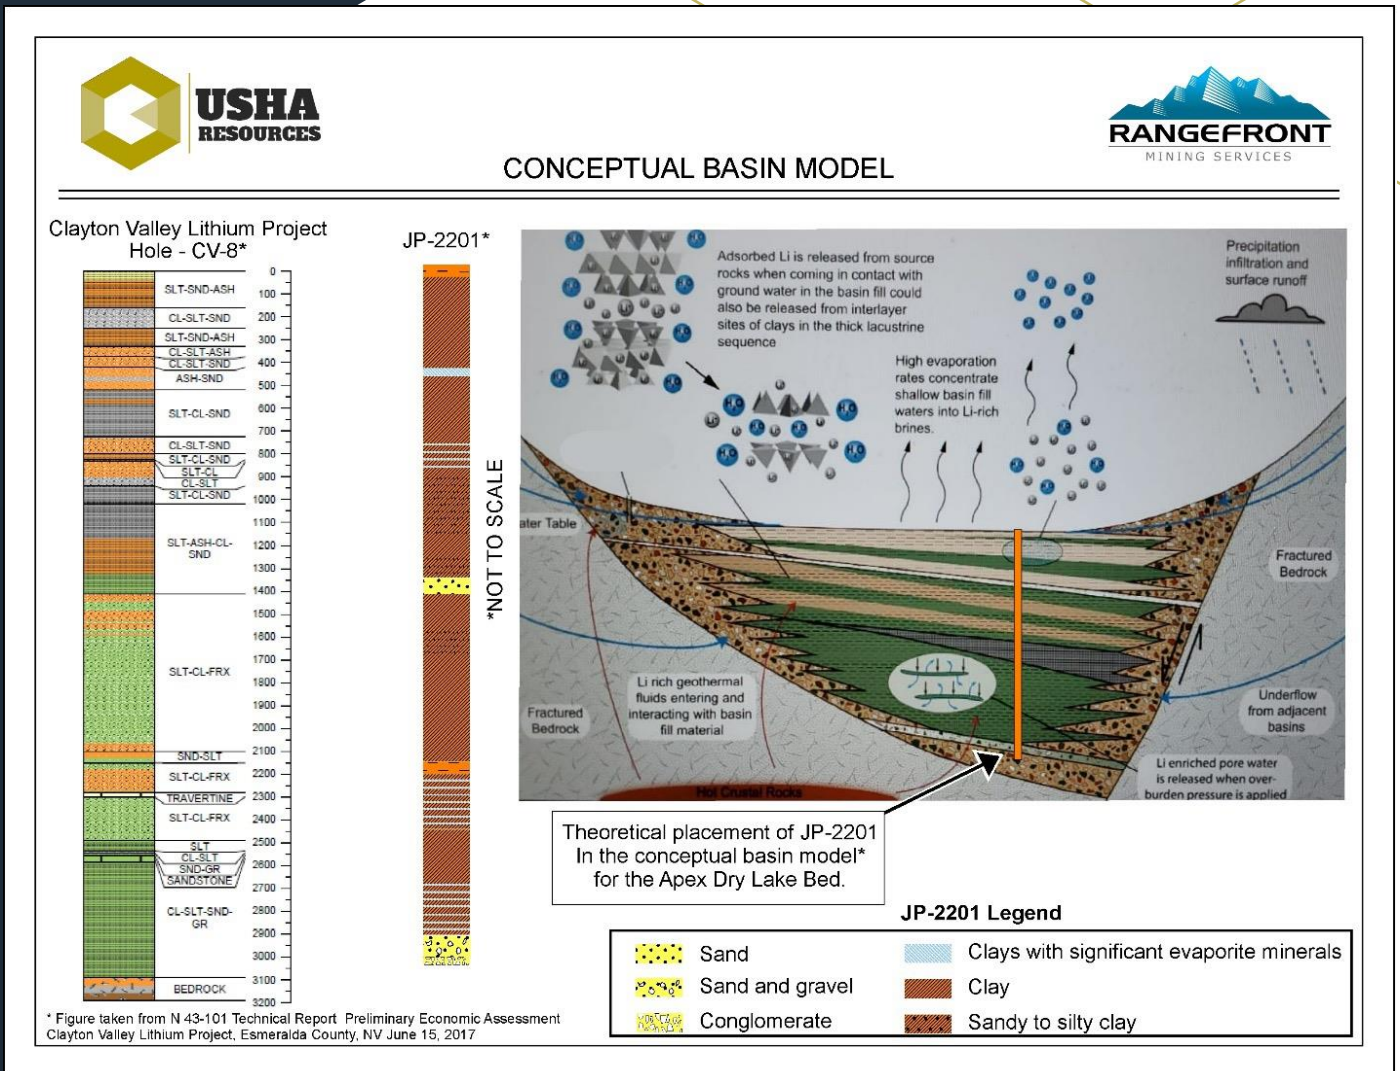 USHA
RESOURCES
RANGEFRONT
MINING SERVICES
CONCEPTUAL BASIN MODEL
Clayton Valley Lithium Project
Hole - CV-8*
SLT-SND-ASH
CL-SLT-SND
SLT-SND-ASH
CL-SLT-ASH
CL-SLT-SND
ASH-SND
SLT-CL-SND
CL-SLT-SND
SLT-CL-SND
SLT-CL
CL-SLT
SLT-CL-SND
SLT-ASH-CL-
SND
SLT-CL-FRX
SND-SLT
SLT-CL-FRX
TRAVERTINE
SLT-CL-FRX
SLT
CL-SLT
SND-GR
SANDSTONE
CL-SLT-SND-
GR
BEDROCK
0
100
200
300
400
500
600
700
800
900
1000
1100
1200
1300
1400
1500
1600
1700
1800
1900
2000
2100
2200
2300
2400
2500
2600
2700
2800
2900
3000
3100
3200
JP-2201*
*NOT TO SCALE
Adsorbed Li is released from source
rocks when coming in contact with
ground water in the basin fill could
also be released from interlayer
sites of clays in the thick lacustrine
sequence
High evaporation
rates concentrate
shallow basin fill
waters into Li-rich
brines.
Precipitation
infiltration and
surface runoff
ater Table
Fractured
Bedrock
Li rich geothermal
fluids entering and
interacting with basin
fill material
Fractured
Bedrock
Underflow
from adjacent
basins
Li enriched pore water
is released when over-
burden pressure is applied
Hot Crustal Rocks
Theoretical placement of JP-2201
In the conceptual basin model*
for the Apex Dry Lake Bed.
JP-2201 Legend
Sand
Sand and gravel
Conglomerate
Clays with significant evaporite minerals
Clay
Sandy to silty clay
* Figure taken from N 43-101 Technical Report Preliminary Economic Assessment
Clayton Valley Lithium Project, Esmeralda County, NV June 15, 2017